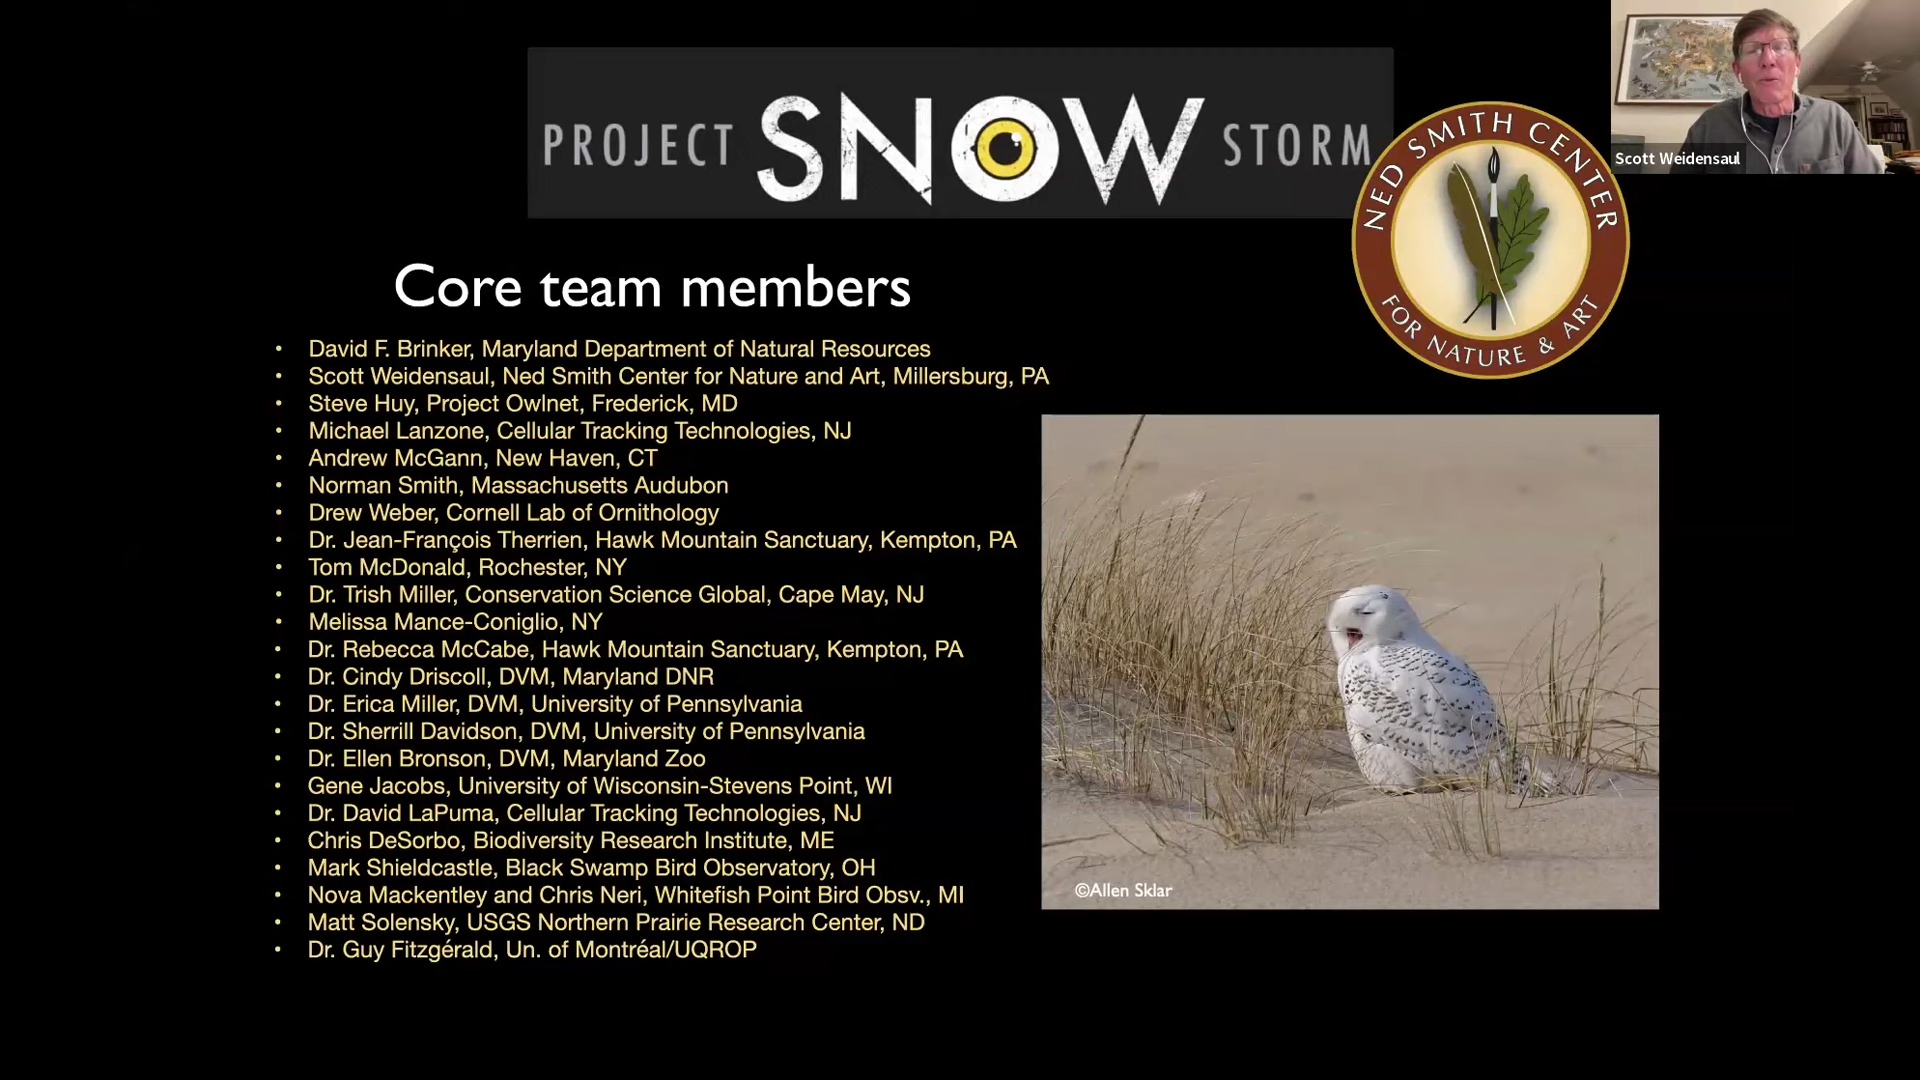 PROJECT SNOW STORM
NED SMITH CENTER
FOR NATURE & ART
Scott Weidensaul
Core team members
• David F. Brinker, Maryland Department of Natural Resources
• Scott Weidensaul, Ned Smith Center for Nature and Art, Millersburg, PA
• Steve Huy, Project Owlnet, Frederick, MD
• Michael Lanzone, Cellular Tracking Technologies, NJ
• Andrew McGann, New Haven, CT
• Norman Smith, Massachusetts Audubon
• Drew Weber, Cornell Lab of Ornithology
• Dr. Jean-François Therrien, Hawk Mountain Sanctuary, Kempton, PA
• Tom McDonald, Rochester, NY
• Dr. Trish Miller, Conservation Science Global, Cape May, NJ
• Melissa Mance-Coniglio, NY
• Dr. Rebecca McCabe, Hawk Mountain Sanctuary, Kempton, PA
• Dr. Cindy Driscoll, DVM, Maryland DNR
• Dr. Erica Miller, DVM, University of Pennsylvania
• Dr. Sherrill Davidson, DVM, University of Pennsylvania
• Dr. Ellen Bronson, DVM, Maryland Zoo
• Gene Jacobs, University of Wisconsin-Stevens Point, WI
• Dr. David LaPuma, Cellular Tracking Technologies, NJ
• Chris DeSorbo, Biodiversity Research Institute, ME
• Mark Shieldcastle, Black Swamp Bird Observatory, OH
• Nova Mackentley and Chris Neri, Whitefish Point Bird Obsv., MI
• Matt Solensky, USGS Northern Prairie Research Center, ND
• Dr. Guy Fitzgérald, Un. of Montréal/UQROP
©Allen Sklar